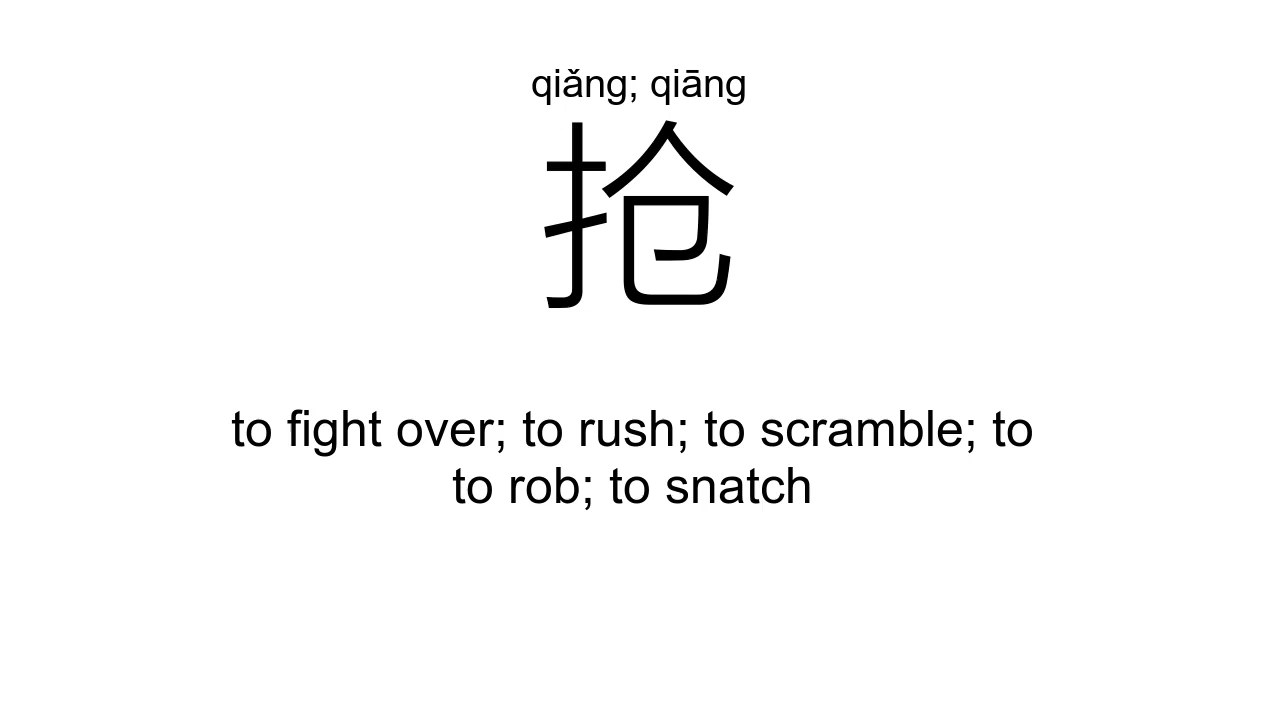 qiǎng; qiāng
抢
to fight over; to rush; to scramble; to
to rob; to snatch